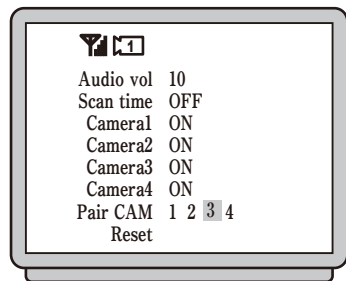 1
Audio vol 10
Scan time OFF
Camera1 ON
Camera2 ON
Camera3 ON
Camera4 ON
Pair CAM 1 2 3 4
Reset